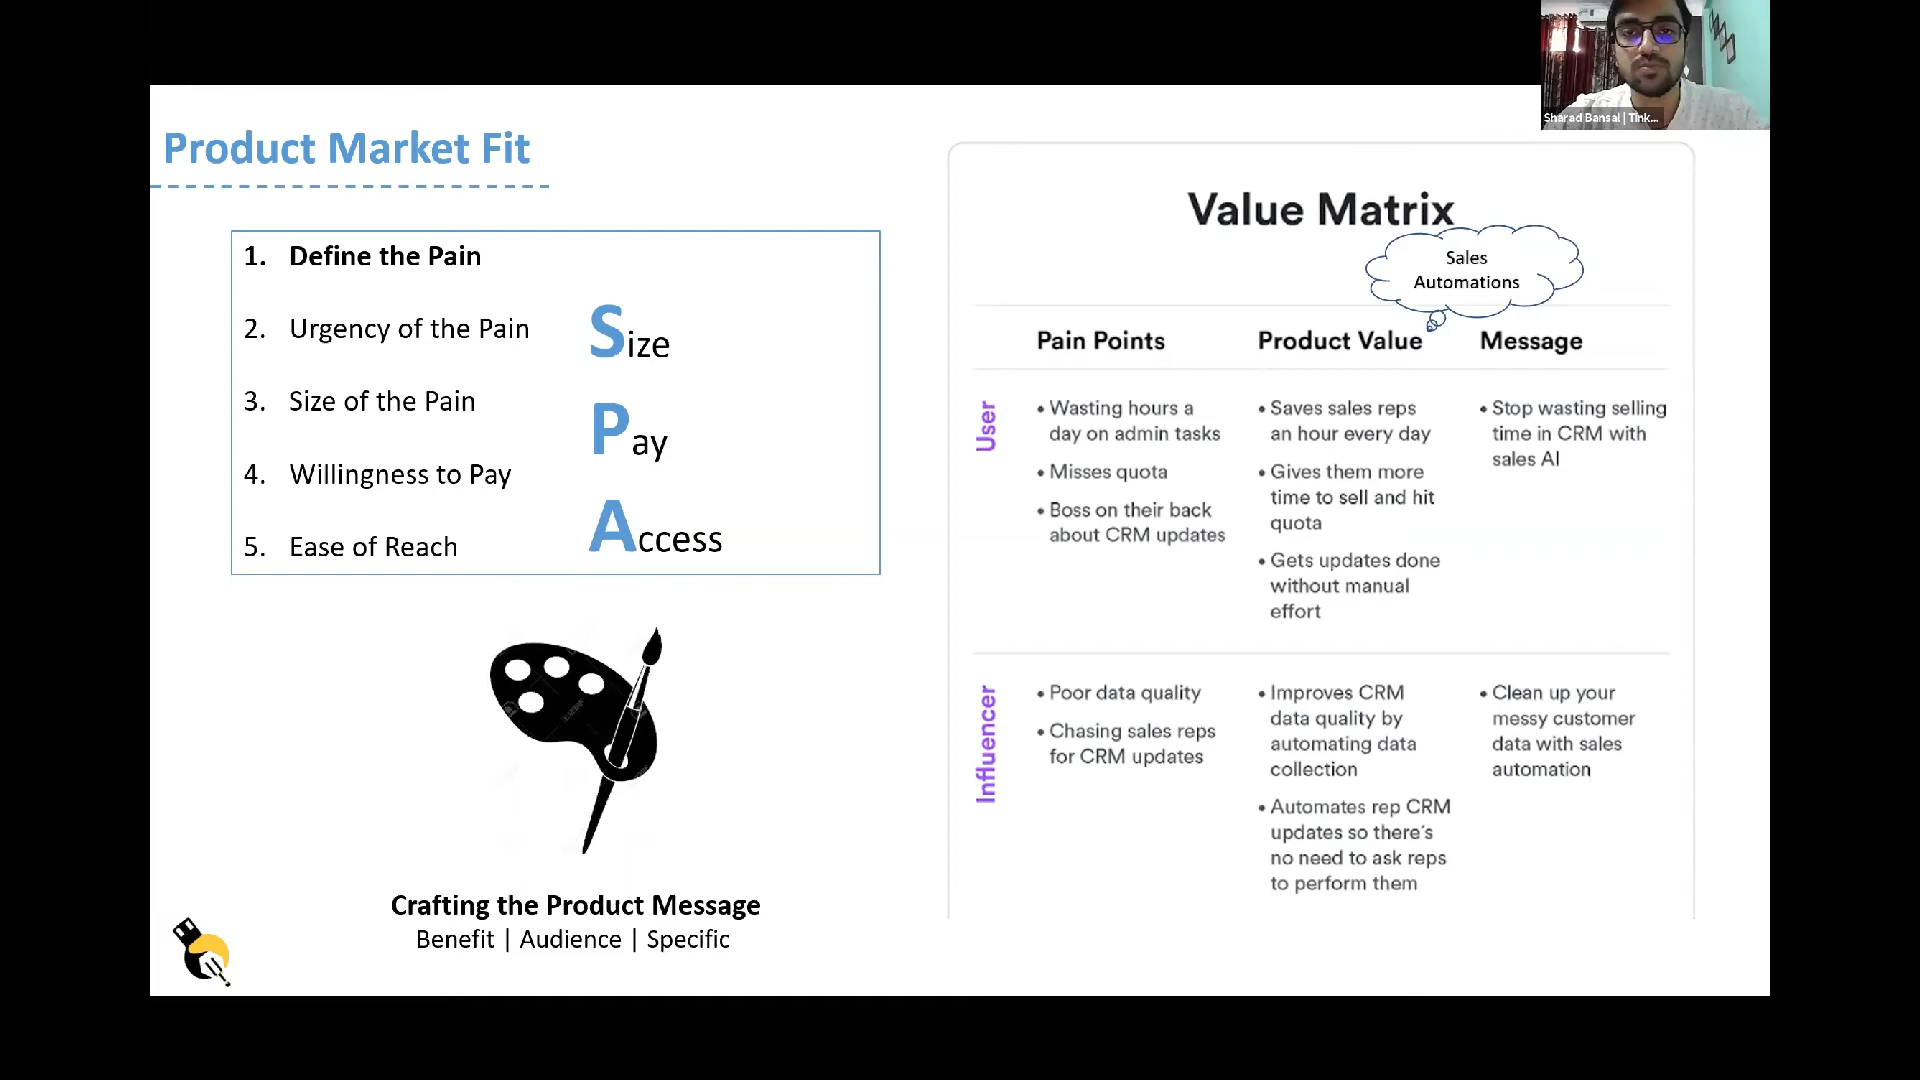 Sharad Bansal | Tink...
Product Market Fit
1. Define the Pain
2. Urgency of the Pain
3. Size of the Pain
4. Willingness to Pay
5. Ease of Reach
Size
Pay
Access
Crafting the Product Message
Benefit | Audience | Specific
Value Matrix
Sales
Automations
Pain Points
Product Value
Message
User
• Wasting hours a
day on admin tasks
• Misses quota
• Boss on their back
about CRM updates
• Saves sales reps
an hour every day
• Gives them more
time to sell and hit
quota
• Gets updates done
without manual
effort
• Stop wasting selling
time in CRM with
sales AI
Influencer
• Poor data quality
• Chasing sales reps
for CRM updates
• Improves CRM
data quality by
automating data
collection
• Automates rep CRM
updates so there's
no need to ask reps
to perform them
• Clean up your
messy customer
data with sales
automation